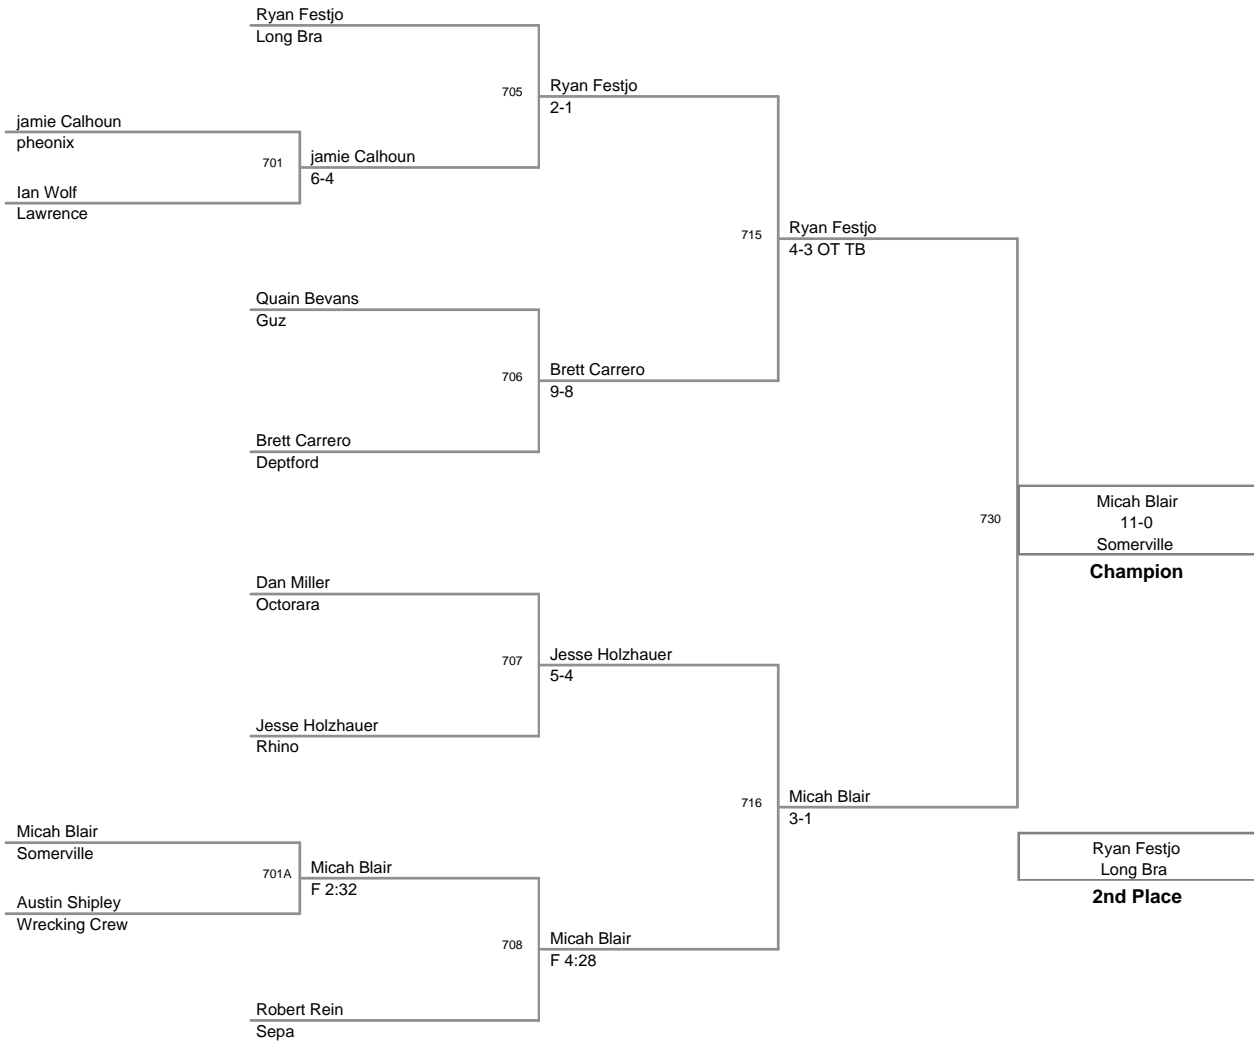 Ryan Festjo
Long Bra
705
Ryan Festjo
2-1
jamie Calhoun
pheonix
701
jamie Calhoun
6-4
Ian Wolf
Lawrence
715
Ryan Festjo
4-3 OT TB
Quain Bevans
Guz
706
Brett Carrero
9-8
Brett Carrero
Deptford
730
Micah Blair
11-0
Somerville
Champion
Dan Miller
Octorara
707
Jesse Holzhauer
5-4
Jesse Holzhauer
Rhino
716
Micah Blair
3-1
Micah Blair
Somerville
701A
Micah Blair
F 2:32
Austin Shipley
Wrecking Crew
708
Micah Blair
F 4:28
Robert Rein
Sepa
Ryan Festjo
Long Bra
2nd Place